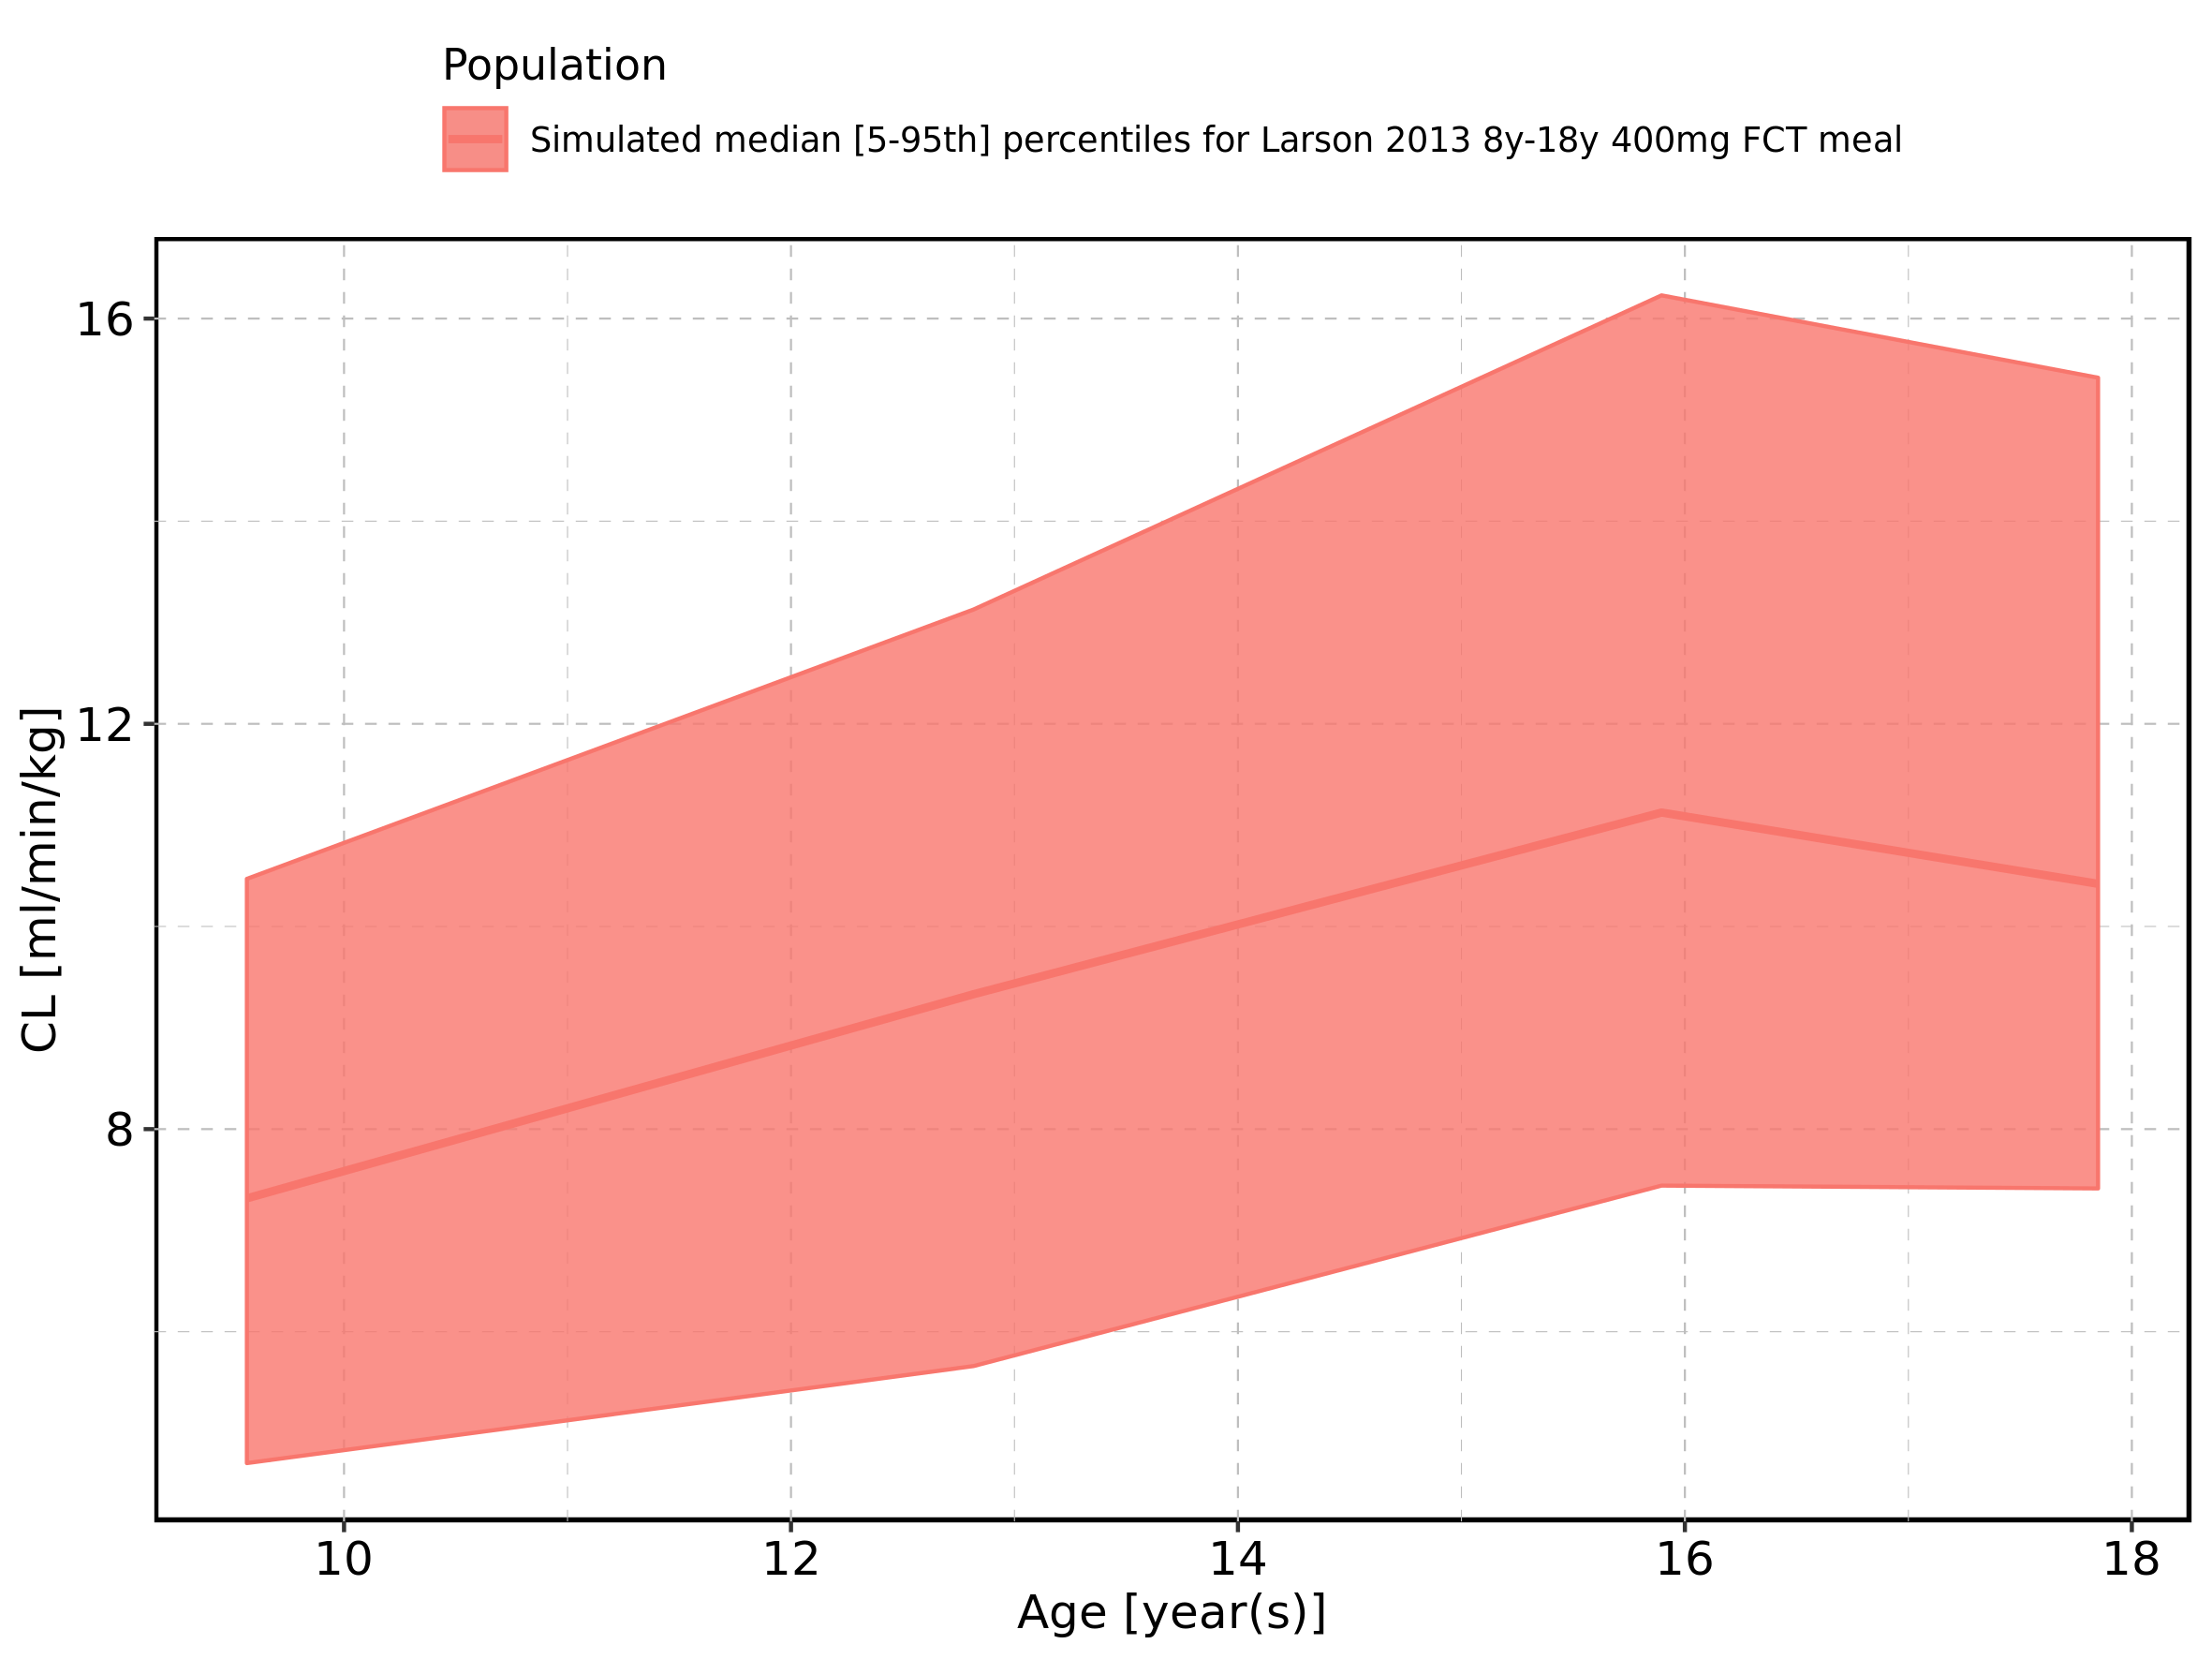 Population
Simulated median [5-95th] percentiles for Larson 2013 8y-18y 400mg FCT meal
16
12
8
CL [ml/min/kg]
10 12 14 16 18
Age [year(s)]